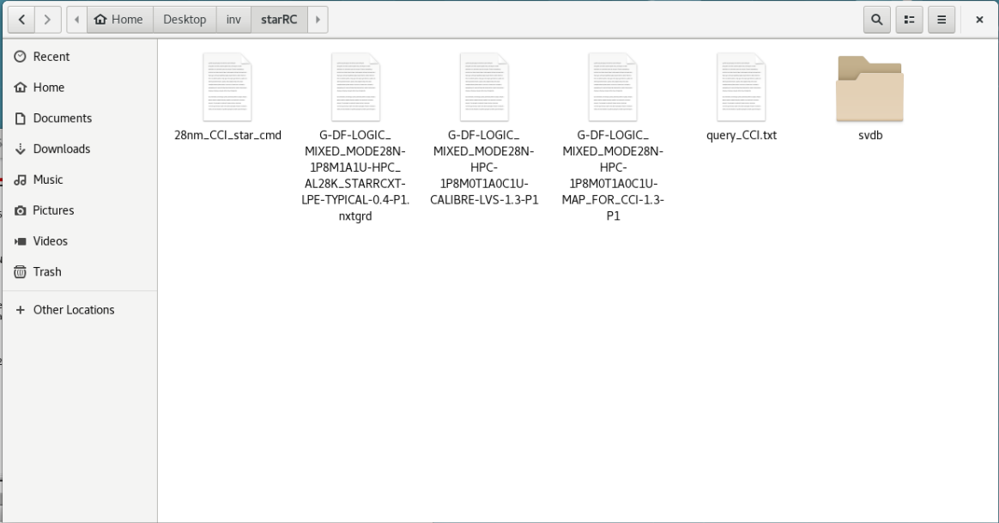 Home
Desktop
inv
starRC
Recent
Home
Documents
Downloads
Music
Pictures
Videos
Trash
Other Locations
28nm_CCI_star_cmd
G-DF-LOGIC_
MIXED_MODE28N-
1P8M1A1U-HPC_
AL28K_STARRCXT-
LPE-TYPICAL-0.4-P1.
nxtgrd
G-DF-LOGIC_
MIXED_MODE28N-
HPC-
1P8M0T1A0C1U-
CALIBRE-LVS-1.3-P1
G-DF-LOGIC_
MIXED_MODE28N-
HPC-
1P8M0T1A0C1U-
MAP_FOR_CCI-1.3-
P1
query_CCI.txt
svdb